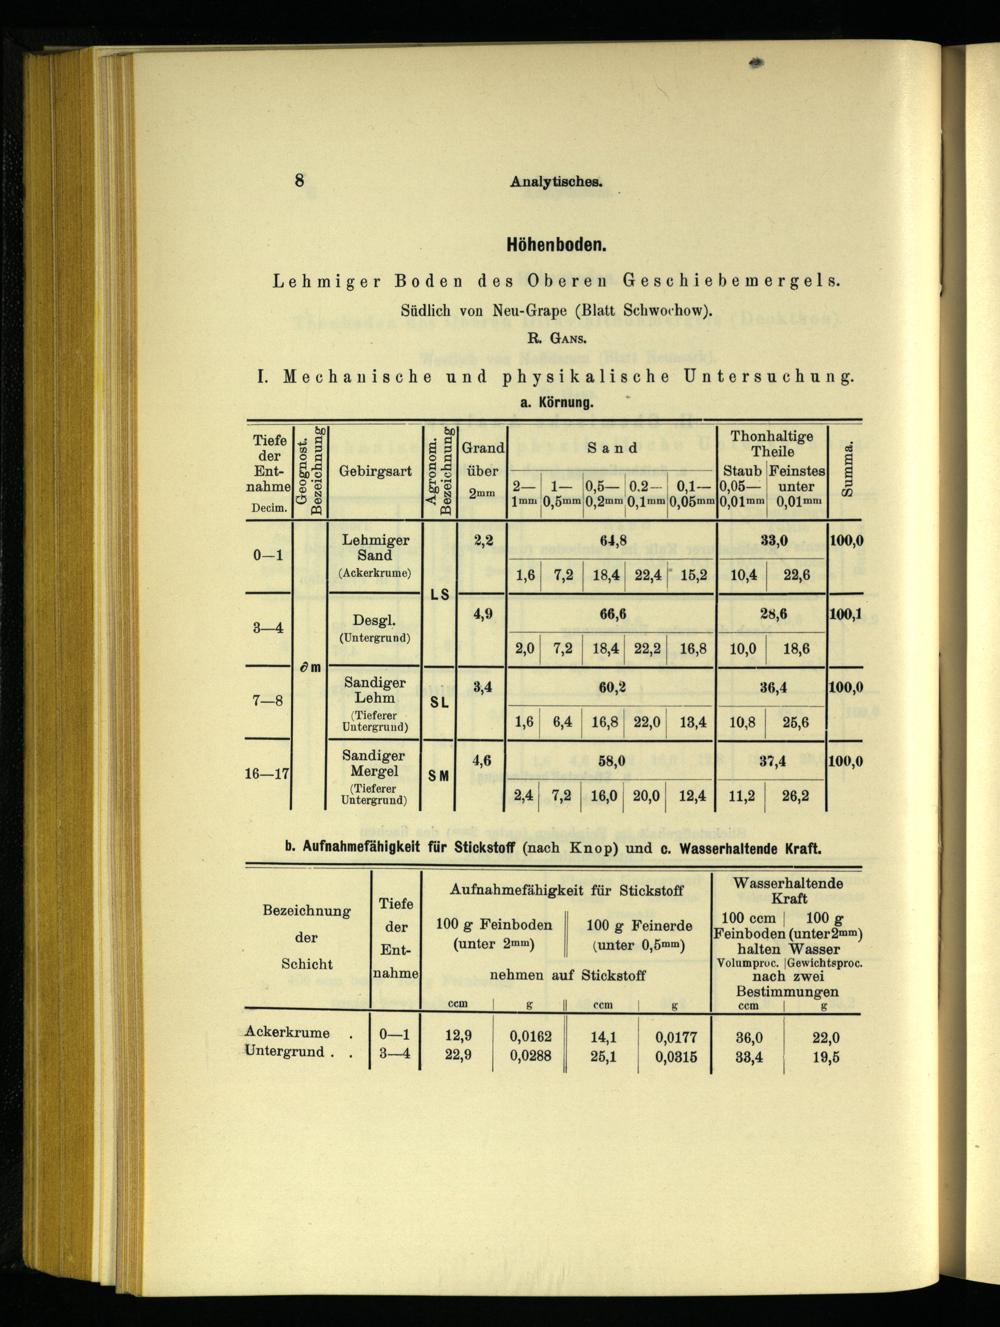 8 Analytisches.
Höhenboden.
Lehmiger Boden des Oberen Geschiebemergels.
Südlich von Neu-Grape (Blatt Schwochow).
R. GANS.
I. Mechanische und physikalische Untersuchung.
a. Körnung.
Tiefe der Ent-nahme Decim. | Geognost. Bezeichnung | Gebirgsart | Agronom. Bezeichnung | Grand über 2mm | Sand | Thonhaltige Theile | Summa.
2—1mm | 1—0,5mm | 0,5—0,2mm | 0.2—0,1mm | 0,1—0,05mm | Staub 0,05—0,01mm | Feinstes unter 0,01mm
0—1 | ∂m | Lehmiger Sand (Ackerkrume) | LS | 2,2 | 64,8 | 33,0 | 100,0
1,6 | 7,2 | 18,4 | 22,4 | 15,2 | 10,4 | 22,6
3—4 | Desgl. (Untergrund) | 4,9 | 66,6 | 28,6 | 100,1
2,0 | 7,2 | 18,4 | 22,2 | 16,8 | 10,0 | 18,6
7—8 | Sandiger Lehm (Tieferer Untergrund) | SL | 3,4 | 60,2 | 36,4 | 100,0
1,6 | 6,4 | 16,8 | 22,0 | 13,4 | 10,8 | 25,6
16—17 | Sandiger Mergel (Tieferer Untergrund) | SM | 4,6 | 58,0 | 37,4 | 100,0
2,4 | 7,2 | 16,0 | 20,0 | 12,4 | 11,2 | 26,2
b. Aufnahmefähigkeit für Stickstoff (nach Knop) und c. Wasserhaltende Kraft.
Bezeichnung der Schicht | Tiefe der Ent-nahme | Aufnahmefähigkeit für Stickstoff | Wasserhaltende Kraft
100 g Feinboden (unter 2mm) | 100 g Feinerde (unter 0,5mm) | 100 ccm | 100 g
nehmen auf Stickstoff | Feinboden (unter 2mm) halten Wasser
Volumproc. | Gewichtsproc.
nach zwei Bestimmungen
ccm | g | ccm | g | ccm | g
Ackerkrume . | 0—1 | 12,9 | 0,0162 | 14,1 | 0,0177 | 36,0 | 22,0
Untergrund . . | 3—4 | 22,9 | 0,0288 | 25,1 | 0,0315 | 33,4 | 19,5